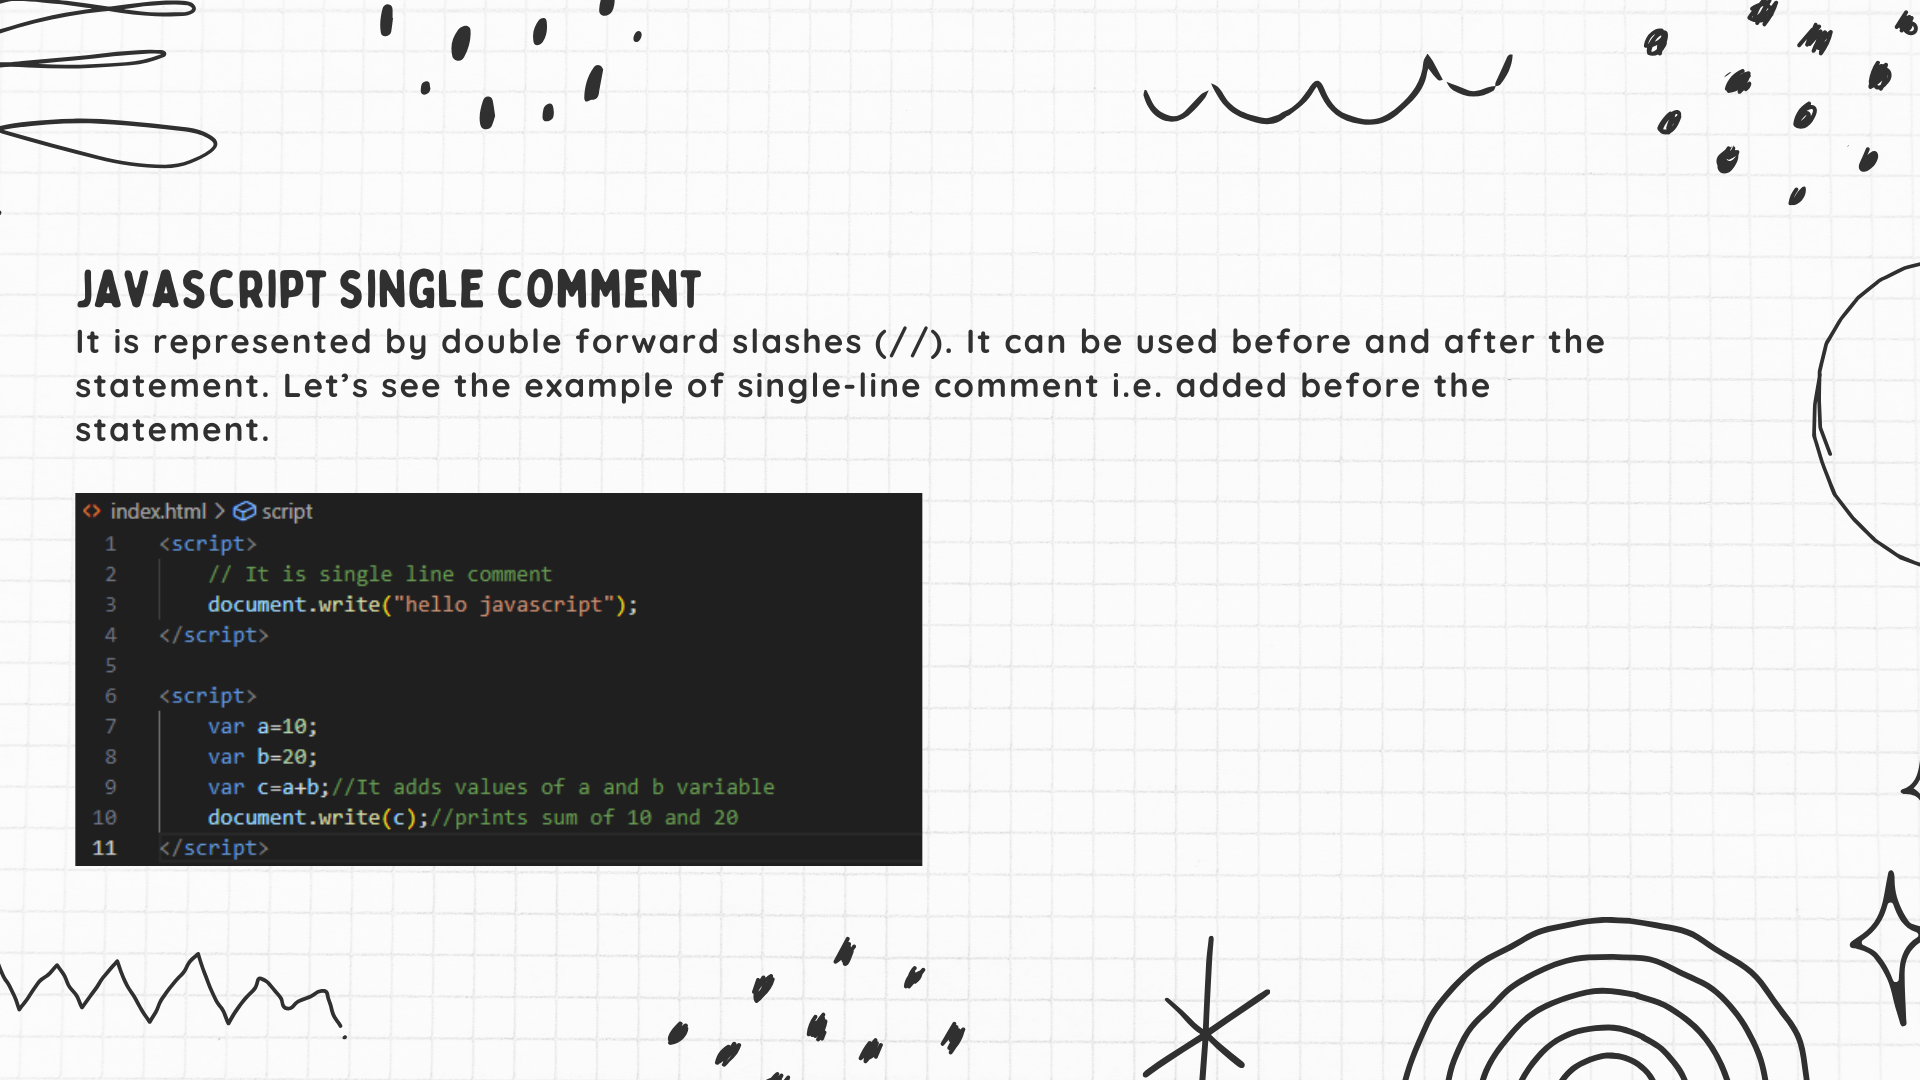 JAVASCRIPT SINGLE COMMENT
It is represented by double forward slashes (//). It can be used before and after the
statement. Let’s see the example of single-line comment i.e. added before the
statement.
index.html > script
1 <script>
2 // It is single line comment
3 document.write("hello javascript");
4 </script>
5
6 <script>
7 var a=10;
8 var b=20;
9 var c=a+b;//It adds values of a and b variable
10 document.write(c);//prints sum of 10 and 20
11 </script>